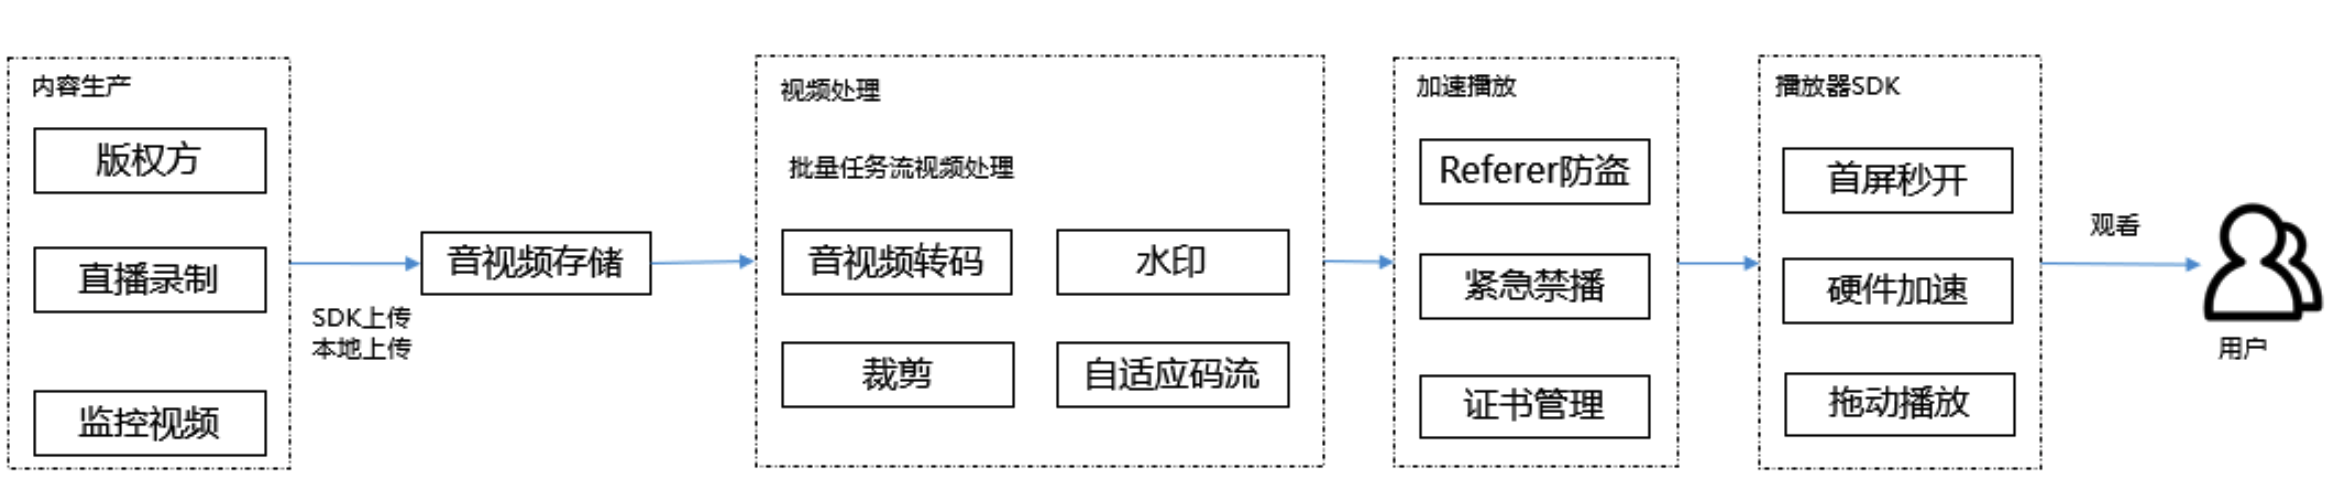 内容生产
版权方
直播录制
监控视频
SDK上传
本地上传
音视频存储
视频处理
批量任务流视频处理
音视频转码
水印
裁剪
自适应码流
加速播放
Referer防盗
紧急禁播
证书管理
播放器SDK
首屏秒开
硬件加速
拖动播放
观看
用户